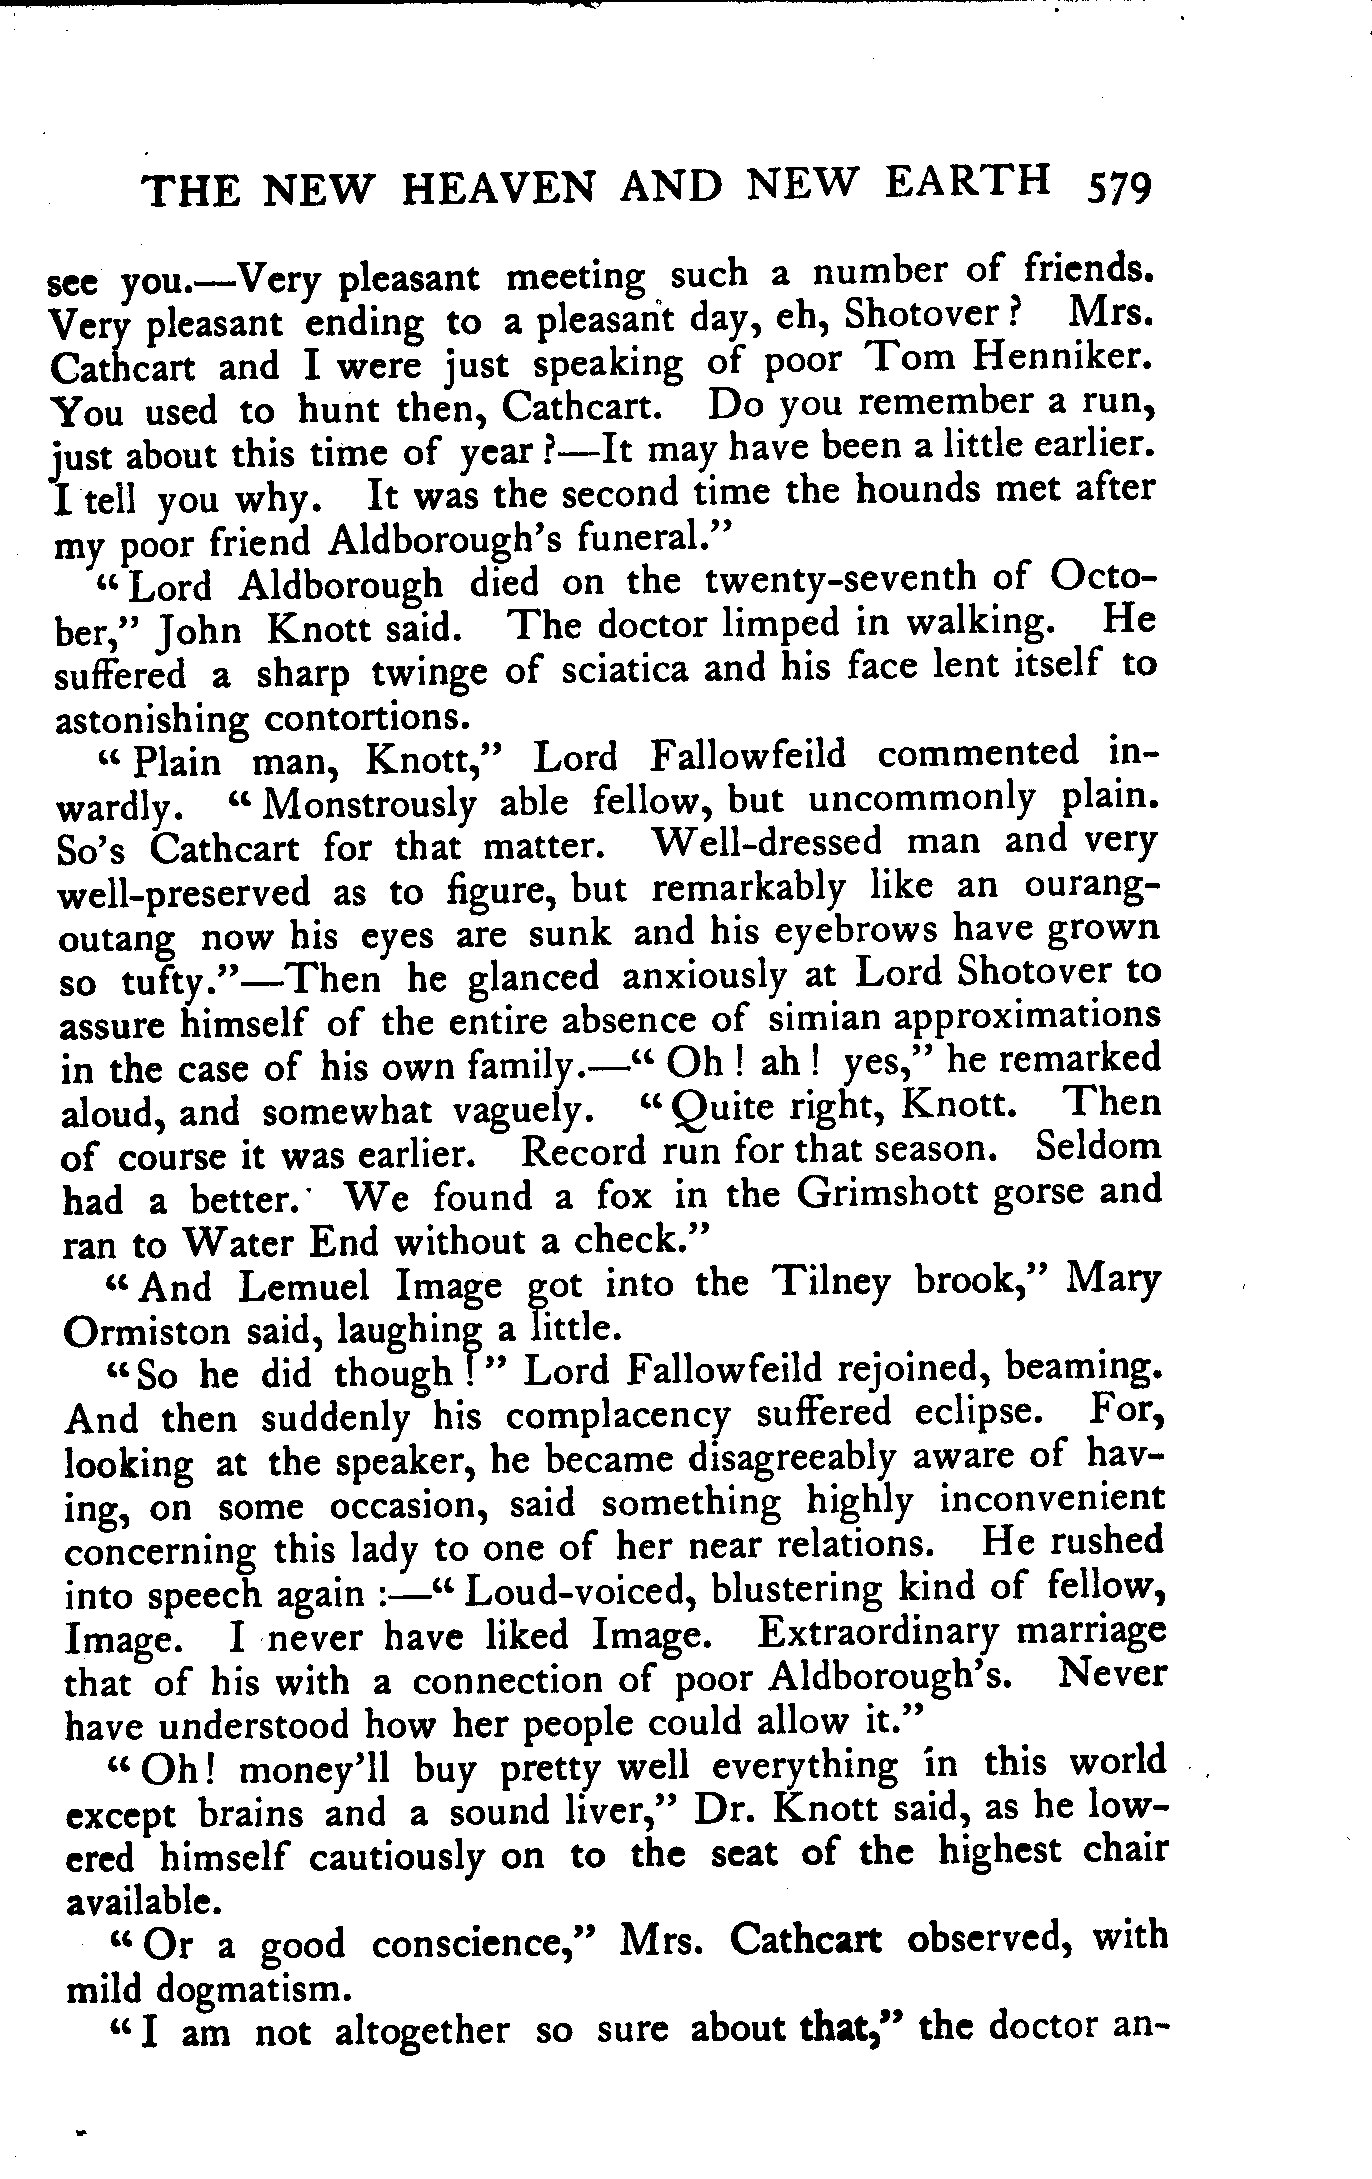 THE NEW HEAVEN AND NEW EARTH 579
see you.—Very pleasant meeting such a number of friends.
Very pleasant ending to a pleasant day, eh, Shotover? Mrs.
Cathcart and I were just speaking of poor Tom Henniker.
You used to hunt then, Cathcart. Do you remember a run,
just about this time of year?—It may have been a little earlier.
I tell you why. It was the second time the hounds met after
my poor friend Aldborough's funeral."
"Lord Aldborough died on the twenty-seventh of Octo-
ber," John Knott said. The doctor limped in walking. He
suffered a sharp twinge of sciatica and his face lent itself to
astonishing contortions.
"Plain man, Knott," Lord Fallowfeild commented in-
wardly. "Monstrously able fellow, but uncommonly plain.
So's Cathcart for that matter. Well-dressed man and very
well-preserved as to figure, but remarkably like an ourang-
outang now his eyes are sunk and his eyebrows have grown
so tufty."—Then he glanced anxiously at Lord Shotover to
assure himself of the entire absence of simian approximations
in the case of his own family.—"Oh! ah! yes," he remarked
aloud, and somewhat vaguely. "Quite right, Knott. Then
of course it was earlier. Record run for that season. Seldom
had a better. We found a fox in the Grimshott gorse and
ran to Water End without a check."
"And Lemuel Image got into the Tilney brook," Mary
Ormiston said, laughing a little.
"So he did though!" Lord Fallowfeild rejoined, beaming.
And then suddenly his complacency suffered eclipse. For,
looking at the speaker, he became disagreeably aware of hav-
ing, on some occasion, said something highly inconvenient
concerning this lady to one of her near relations. He rushed
into speech again:—"Loud-voiced, blustering kind of fellow,
Image. I never have liked Image. Extraordinary marriage
that of his with a connection of poor Aldborough's. Never
have understood how her people could allow it."
"Oh! money'll buy pretty well everything in this world
except brains and a sound liver," Dr. Knott said, as he low-
ered himself cautiously on to the seat of the highest chair
available.
"Or a good conscience," Mrs. Cathcart observed, with
mild dogmatism.
"I am not altogether so sure about that," the doctor an-